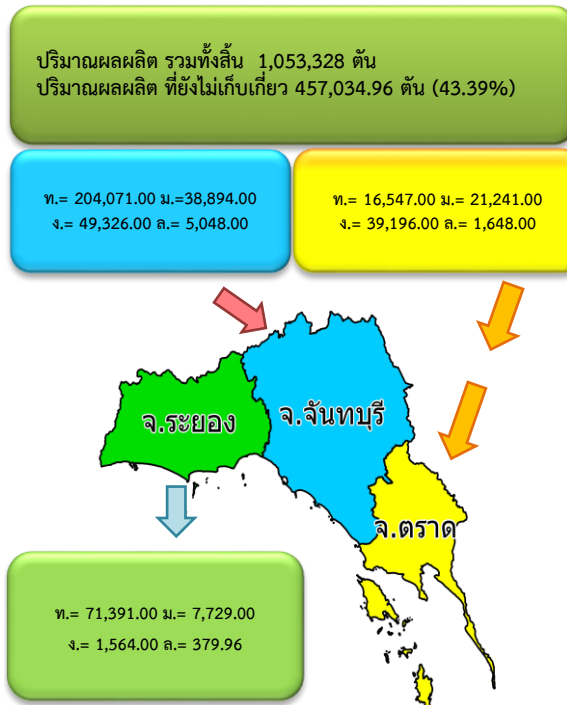 ปริมาณผลผลิต รวมทั้งสิ้น 1,053,328 ตัน
ปริมาณผลผลิต ที่ยังไม่เก็บเกี่ยว 457,034.96 ตัน (43.39%)
ท.= 204,071.00 ม.=38,894.00
ง.= 49,326.00 ล.= 5,048.00
ท.= 16,547.00 ม.= 21,241.00
ง.= 39,196.00 ล.= 1,648.00
จ.ระยอง
จ.จันทบุรี
จ.ตราด
ท.= 71,391.00 ม.= 7,729.00
ง.= 1,564.00 ล.= 379.96